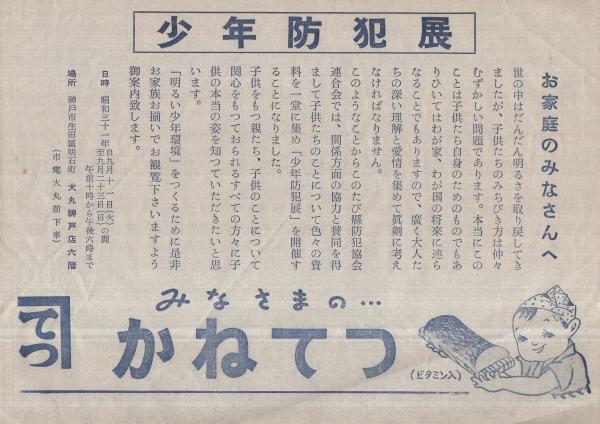 少年防犯展
お家庭のみなさんへ
世の中はだんだん明るさを取り戻してき
ましたが、子供たちのみちびき方は仲々
むずかしい問題であります。本当にこの
ことは子供たち自身のためのものでもあ
りひいてはわが家、わが国の将来に連ら
なることでもありますので、廣く大人た
ちの深い理解と愛情を集めて眞剣に考え
なければなりません。
このようなことからこのたび縣防犯協会
連合会では、関係方面の協力と賛同を得
まして子供たちのことについて色々の資
料を一堂に集め「少年防犯展」を開催す
ることになりました。
子供をもつ親たち、子供のことについて
関心をもつておられるすべての方々に子
供の本当の姿を知つていただきたいと思
います。
「明るい少年環境」をつくるために是非
お家族お揃いでお観覧下さいますよう
御案内致します。
日時 昭和三十一年 自九月十一日(火) 至九月二十三日(日) の間
午前十時から午後六時まで
場所 神戸市生田區明石町 大丸神戸店六階
(市電大丸前下車)
みなさまの…
かねてつ
てつ
(ビタミン入)